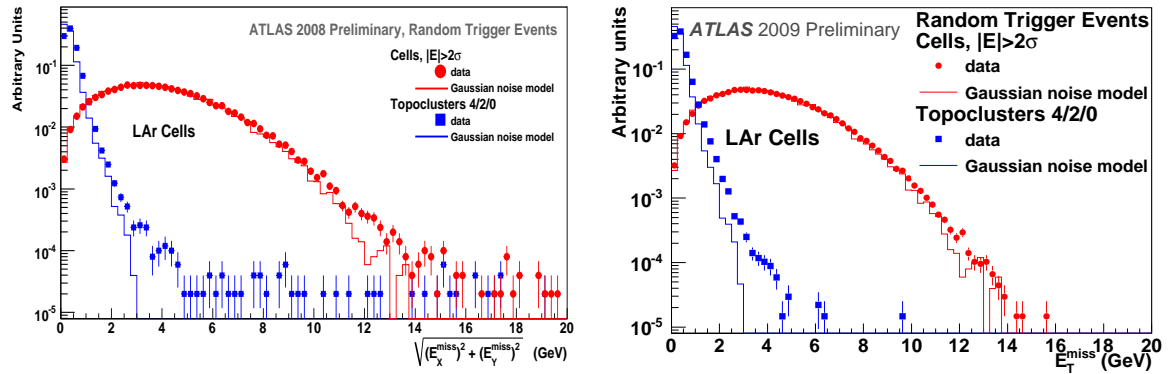 ATLAS 2008 Preliminary, Random Trigger Events
Cells, |E|>2σ
data
Gaussian noise model
Topoclusters 4/2/0
data
Gaussian noise model
LAr Cells
Arbitrary Units
10⁻¹
10⁻²
10⁻³
10⁻⁴
10⁻⁵
0 2 4 6 8 10 12 14 16 18 20
√(E_X^miss)² + (E_Y^miss)² (GeV)
ATLAS 2009 Preliminary
Random Trigger Events
Cells, |E|>2σ
data
Gaussian noise model
Topoclusters 4/2/0
data
Gaussian noise model
LAr Cells
Arbitrary units
10⁻¹
10⁻²
10⁻³
10⁻⁴
10⁻⁵
0 2 4 6 8 10 12 14 16 18 20
E_T^miss (GeV)